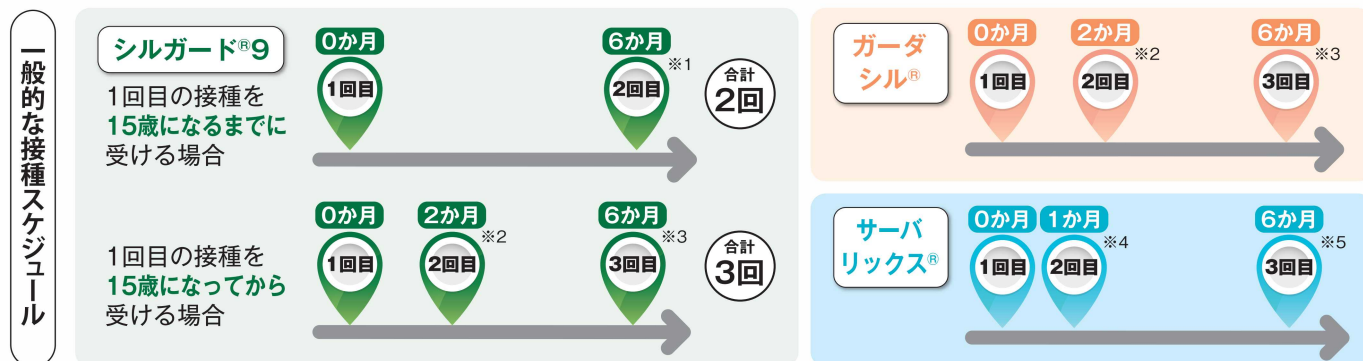 一般的な接種スケジュール
シルガード®9
1回目の接種を
15歳になるまでに
受ける場合
0か月
1回目
6か月
※1
2回目
合計
2回
1回目の接種を
15歳になってから
受ける場合
0か月
1回目
2か月
※2
2回目
6か月
※3
3回目
合計
3回
ガーダ
シル®
0か月
1回目
2か月
※2
2回目
6か月
※3
3回目
サーバ
リックス®
0か月
1回目
1か月
※4
2回目
6か月
※5
3回目